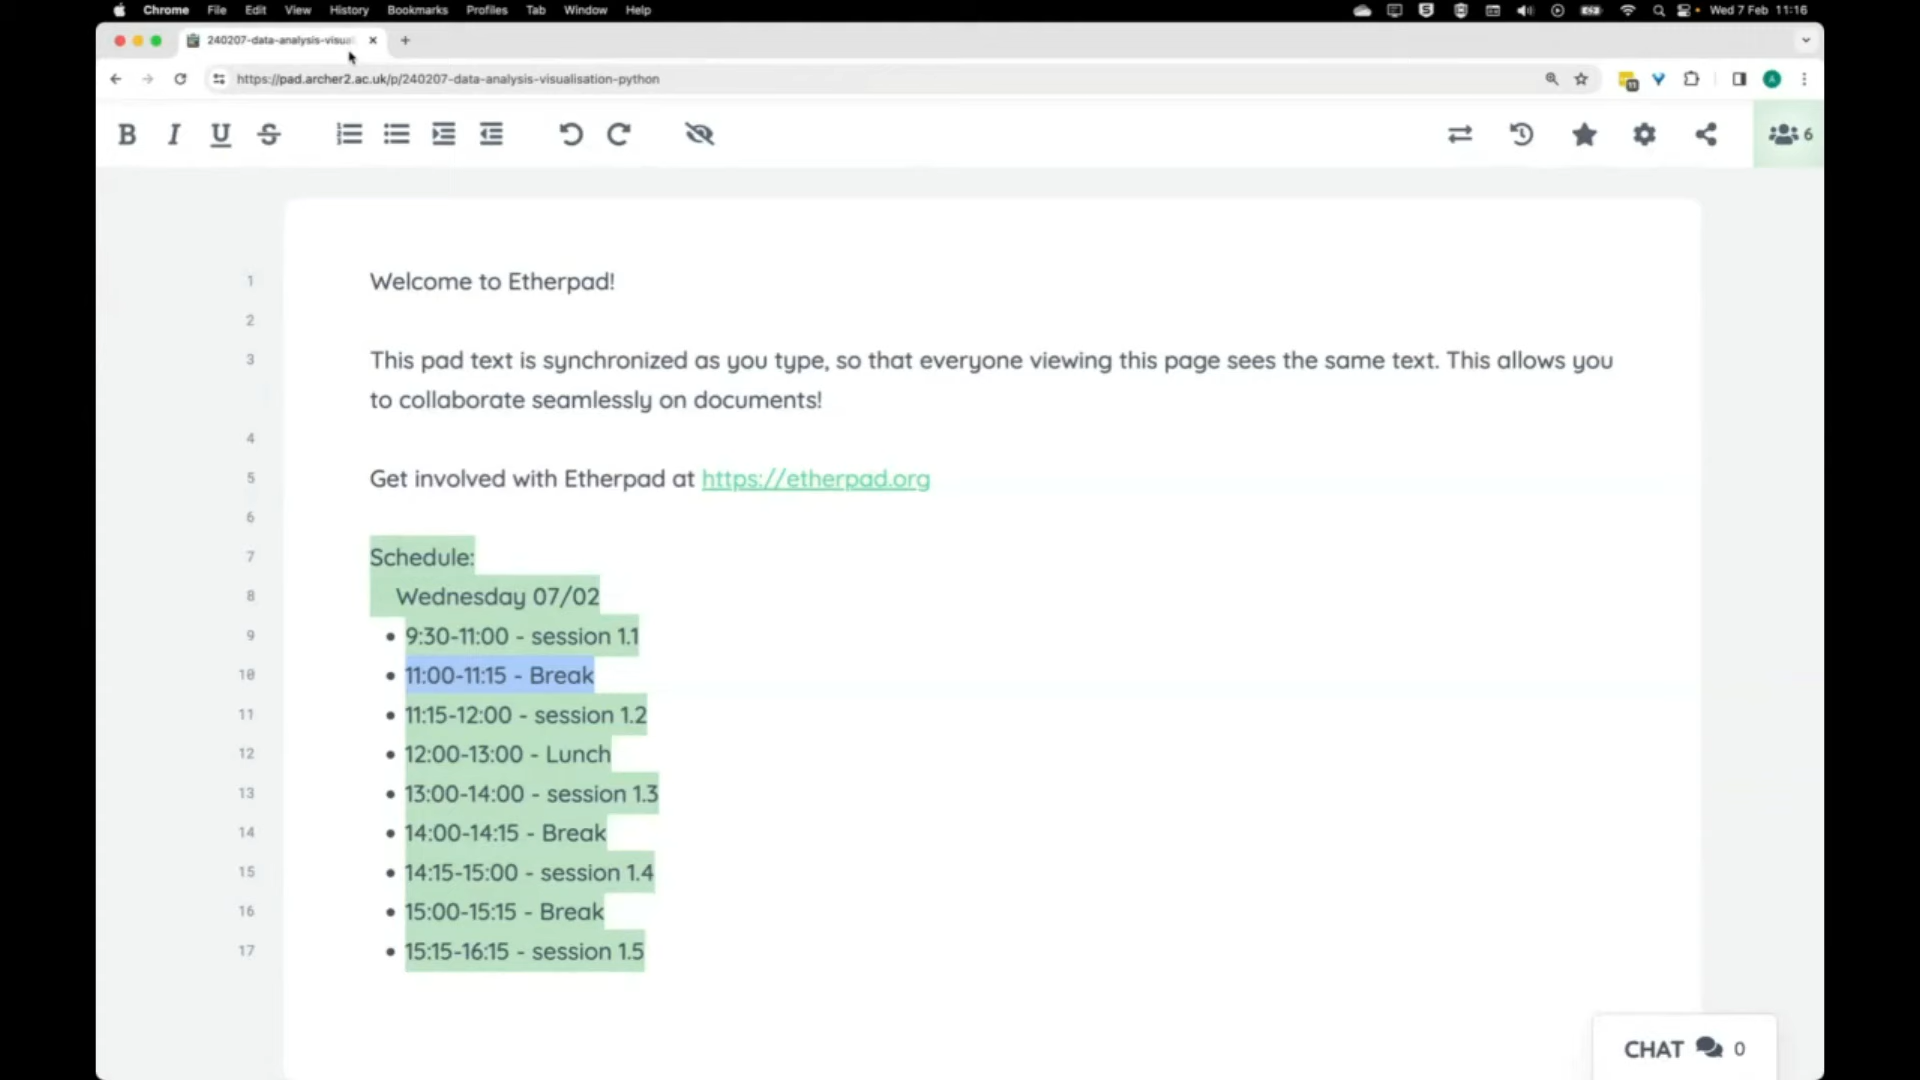 Chrome File Edit View History Bookmarks Profiles Tab Window Help Wed 7 Feb 11:16
240207-data-analysis-visua
https://pad.archer2.ac.uk/p/240207-data-analysis-visualisation-python
B I U S 6
1 Welcome to Etherpad!
2
3 This pad text is synchronized as you type, so that everyone viewing this page sees the same text. This allows you
to collaborate seamlessly on documents!
4
5 Get involved with Etherpad at https://etherpad.org
6
7 Schedule:
8 Wednesday 07/02
9 • 9:30-11:00 - session 1.1
10 • 11:00-11:15 - Break
11 • 11:15-12:00 - session 1.2
12 • 12:00-13:00 - Lunch
13 • 13:00-14:00 - session 1.3
14 • 14:00-14:15 - Break
15 • 14:15-15:00 - session 1.4
16 • 15:00-15:15 - Break
17 • 15:15-16:15 - session 1.5
CHAT 0